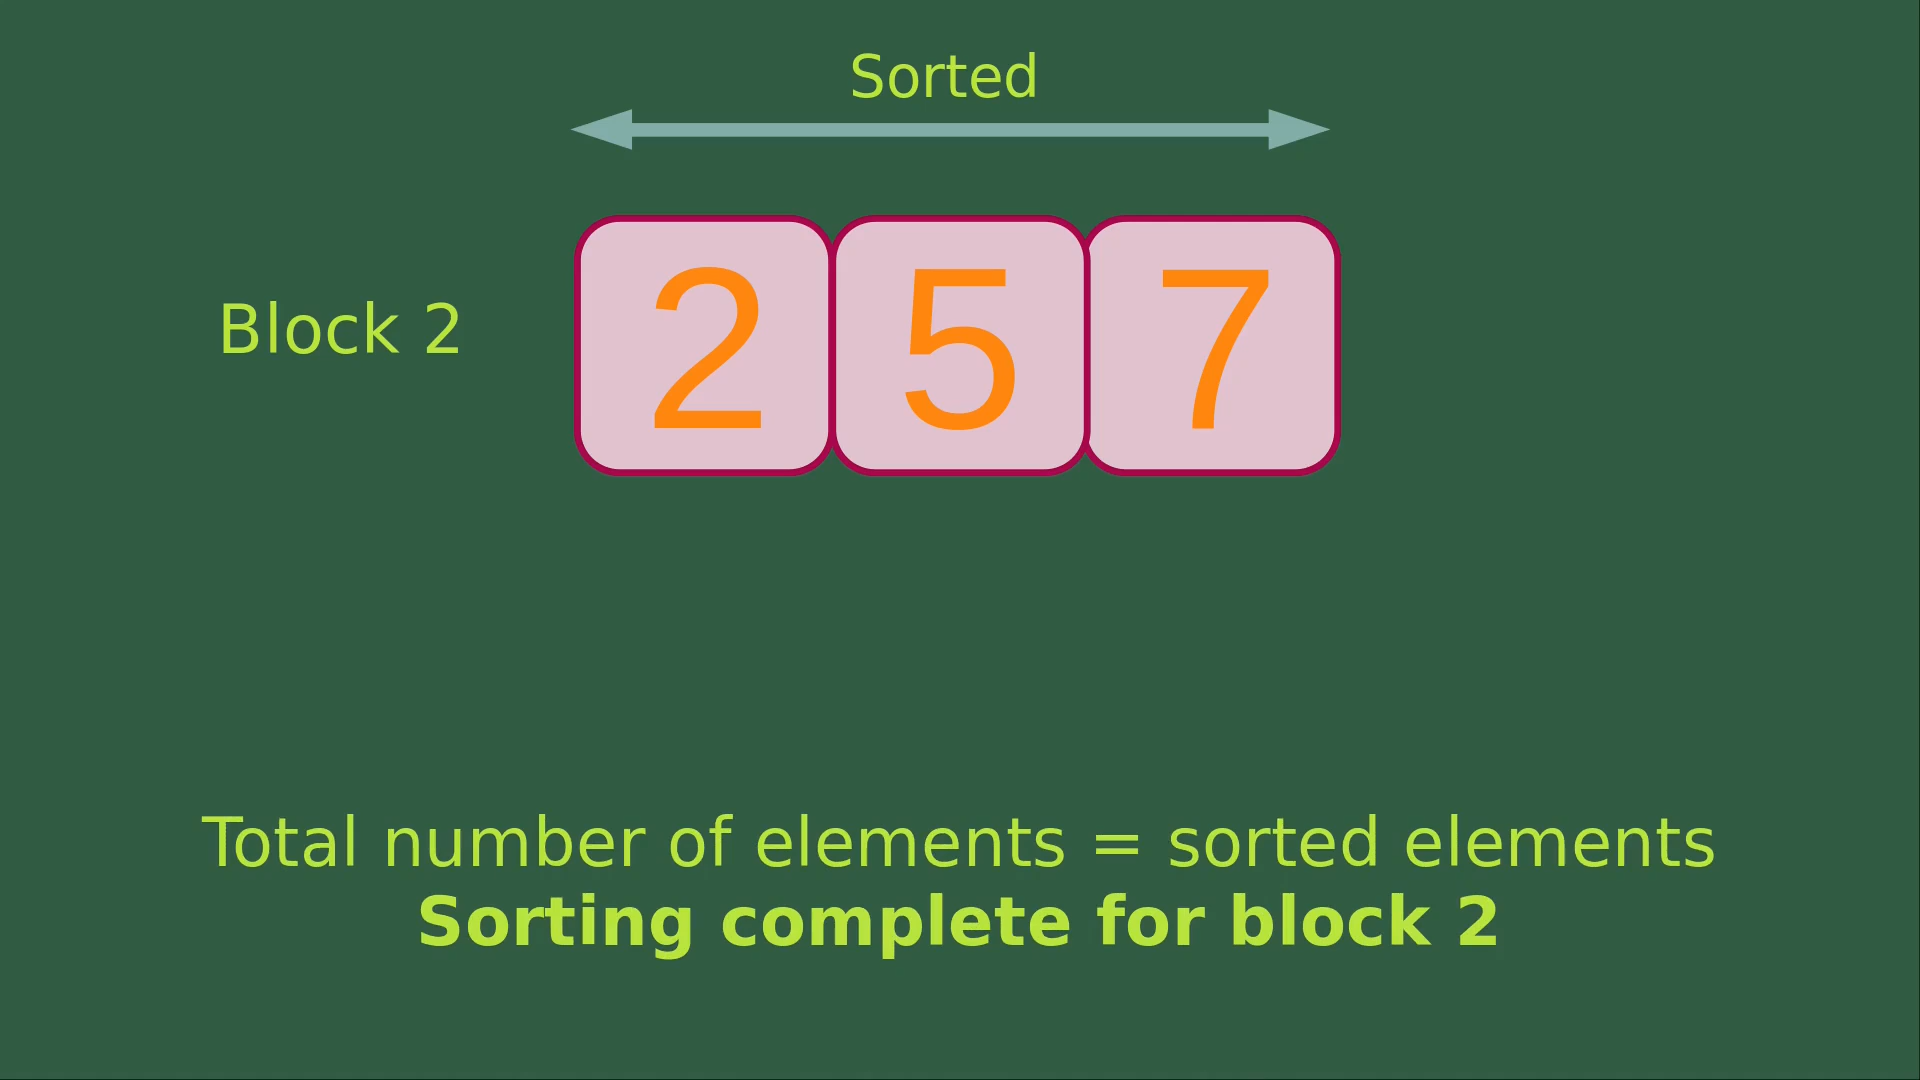 Sorted
Block 2
2 5 7
Total number of elements = sorted elements
Sorting complete for block 2